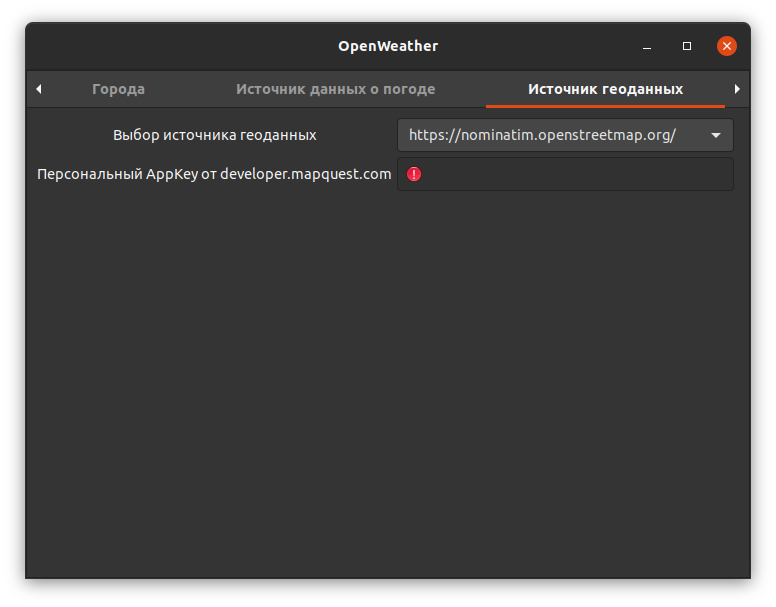 OpenWeather
Города Источник данных о погоде Источник геоданных
Выбор источника геоданных https://nominatim.openstreetmap.org/
Персональный AppKey от developer.mapquest.com